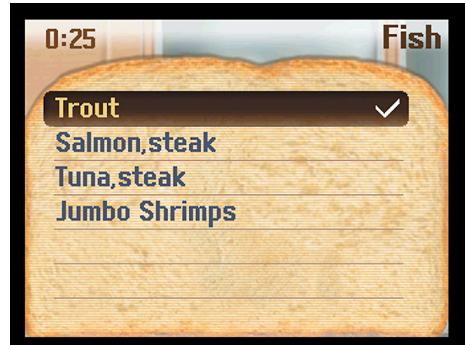 0:25 Fish
Trout
Salmon,steak
Tuna,steak
Jumbo Shrimps